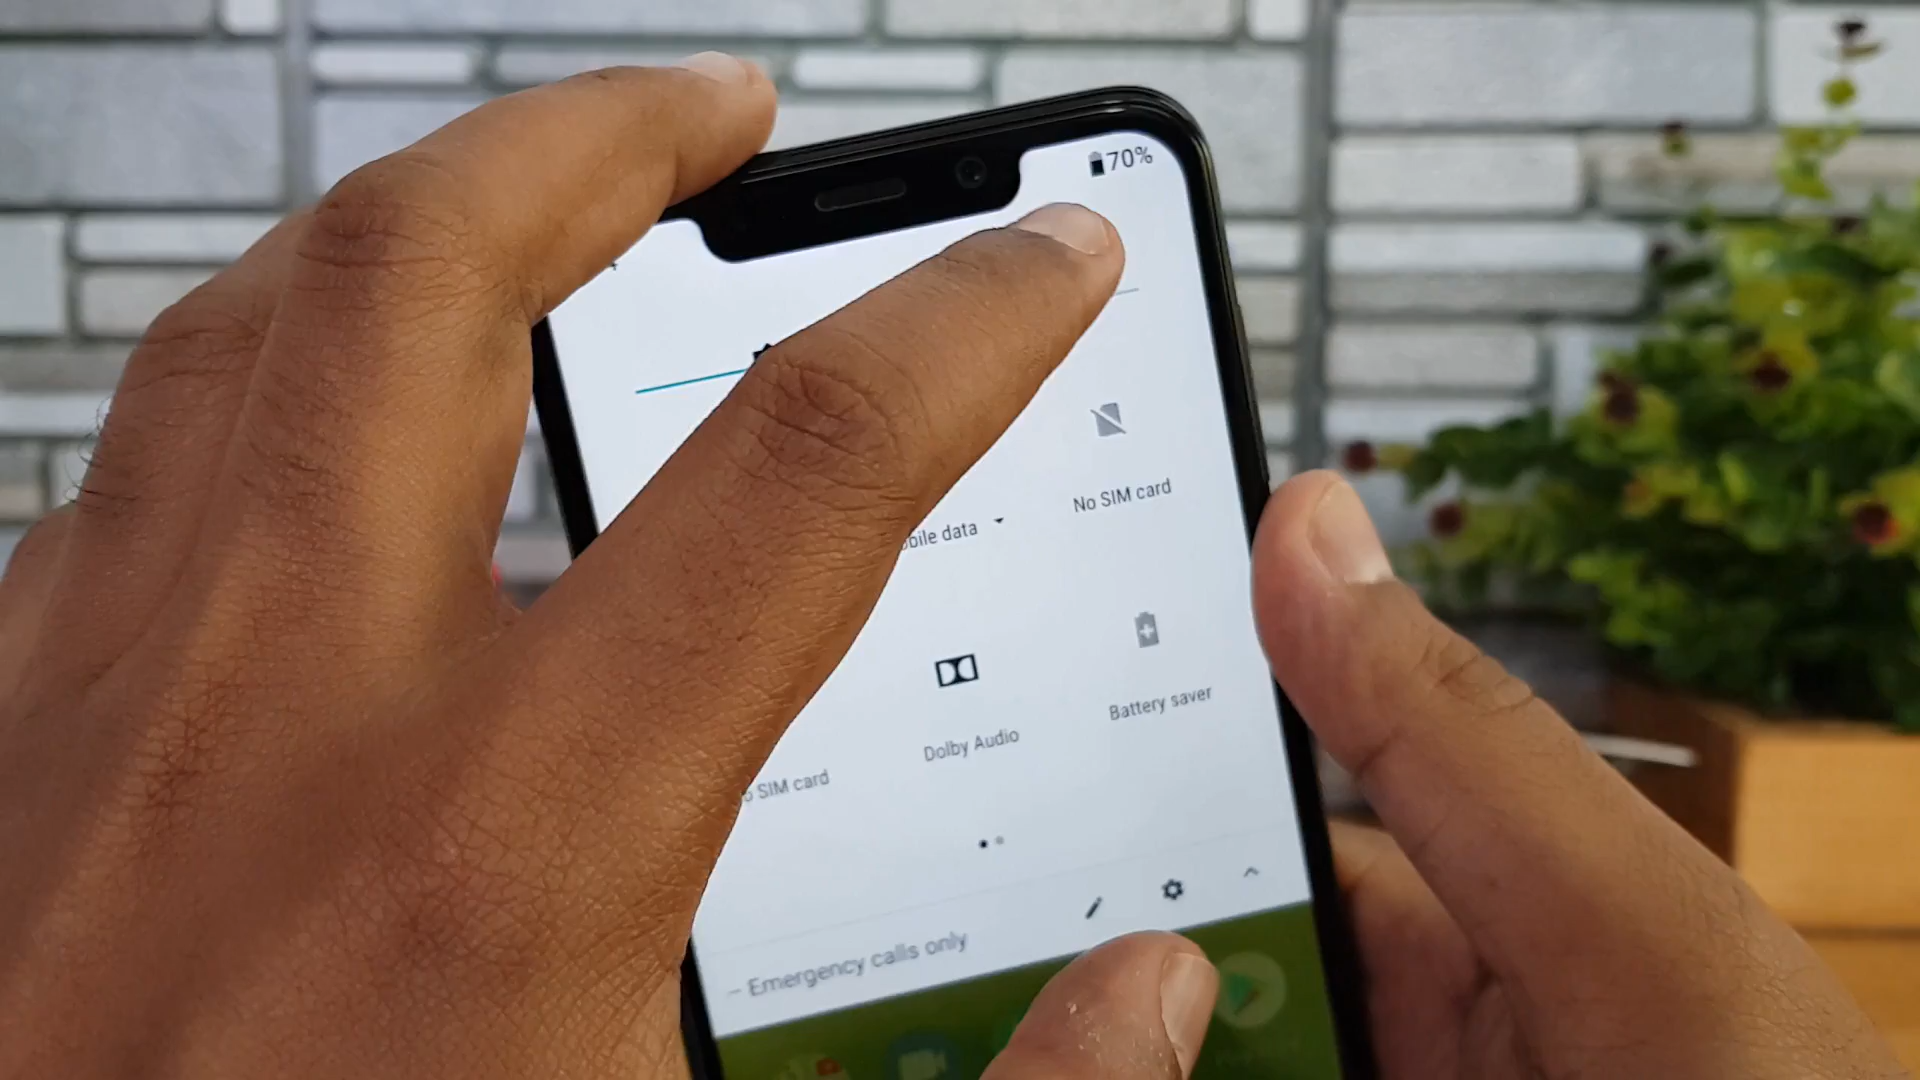 70%
No SIM card
bile data
Battery saver
Dolby Audio
SIM card
– Emergency calls only